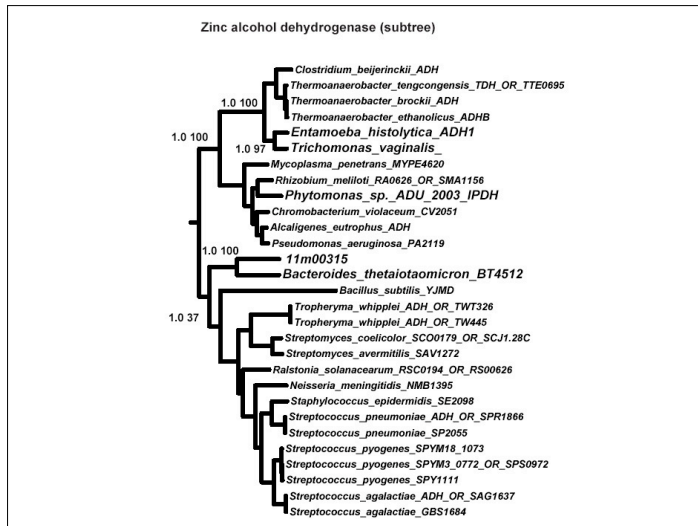 Zinc alcohol dehydrogenase (subtree)
Clostridium_beijerinckii_ADH
Thermoanaerobacter_tengcongensis_TDH_OR_TTE0695
1.0 100
Thermoanaerobacter_brockii_ADH
Thermoanaerobacter_ethanolicus_ADHB
Entamoeba_histolytica_ADH1
1.0 100
1.0 97
Trichomonas_vaginalis_
Mycoplasma_penetrans_MYPE4620
Rhizobium_meliloti_RA0626_OR_SMA1156
Phytomonas_sp._ADU_2003_IPDH
Chromobacterium_violaceum_CV2051
Alcaligenes_eutrophus_ADH
Pseudomonas_aeruginosa_PA2119
1.0 100
11m00315
Bacteroides_thetaiotaomicron_BT4512
Bacillus_subtilis_YJMD
Tropheryma_whipplei_ADH_OR_TWT326
1.0 37
Tropheryma_whipplei_ADH_OR_TW445
Streptomyces_coelicolor_SCO0179_OR_SCJ1.28C
Streptomyces_avermitilis_SAV1272
Ralstonia_solanacearum_RSC0194_OR_RS00626
Neisseria_meningitidis_NMB1395
Staphylococcus_epidermidis_SE2098
Streptococcus_pneumoniae_ADH_OR_SPR1866
Streptococcus_pneumoniae_SP2055
Streptococcus_pyogenes_SPYM18_1073
Streptococcus_pyogenes_SPYM3_0772_OR_SPS0972
Streptococcus_pyogenes_SPY1111
Streptococcus_agalactiae_ADH_OR_SAG1637
Streptococcus_agalactiae_GBS1684